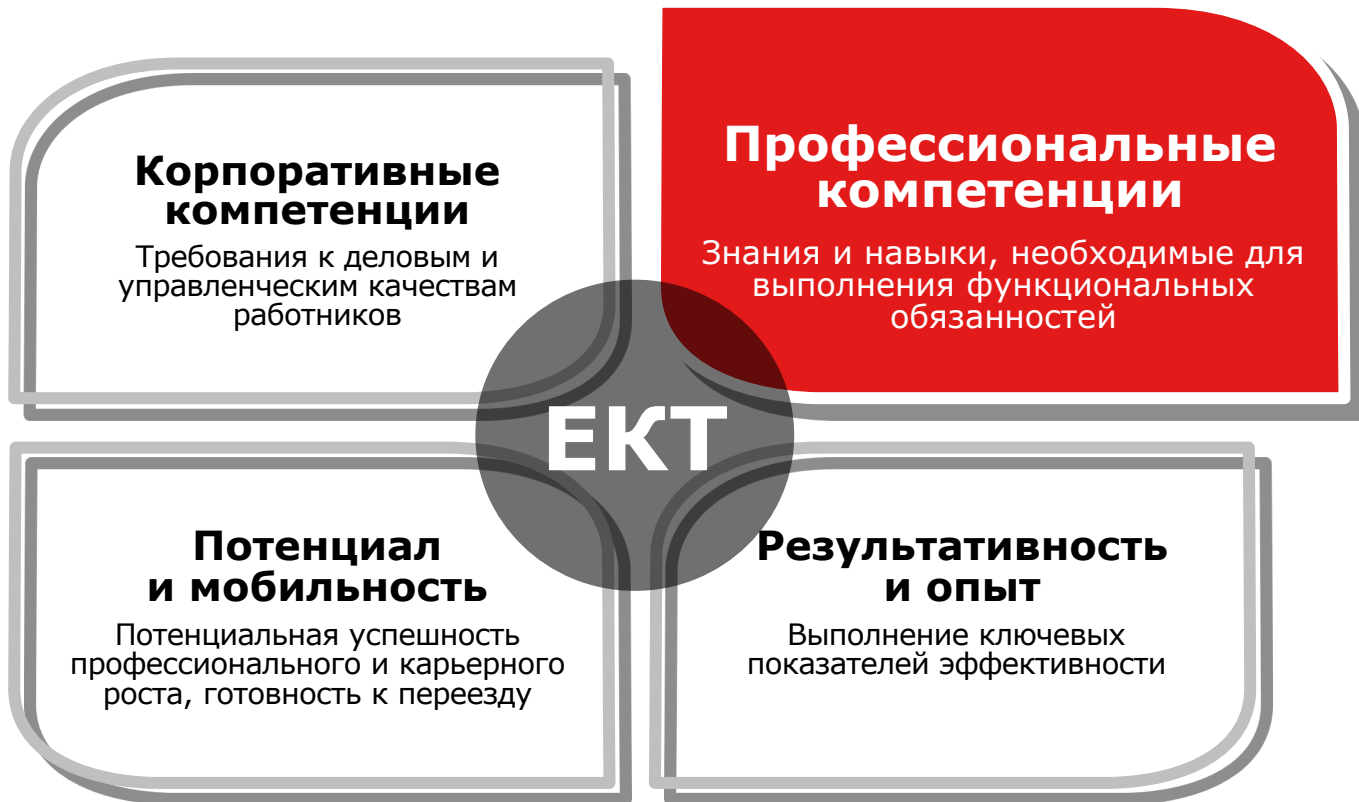 Корпоративные
компетенции
Требования к деловым и
управленческим качествам
работников
Профессиональные
компетенции
Знания и навыки, необходимые для
выполнения функциональных
обязанностей
ЕКТ
Потенциал
и мобильность
Потенциальная успешность
профессионального и карьерного
роста, готовность к переезду
Результативность
и опыт
Выполнение ключевых
показателей эффективности